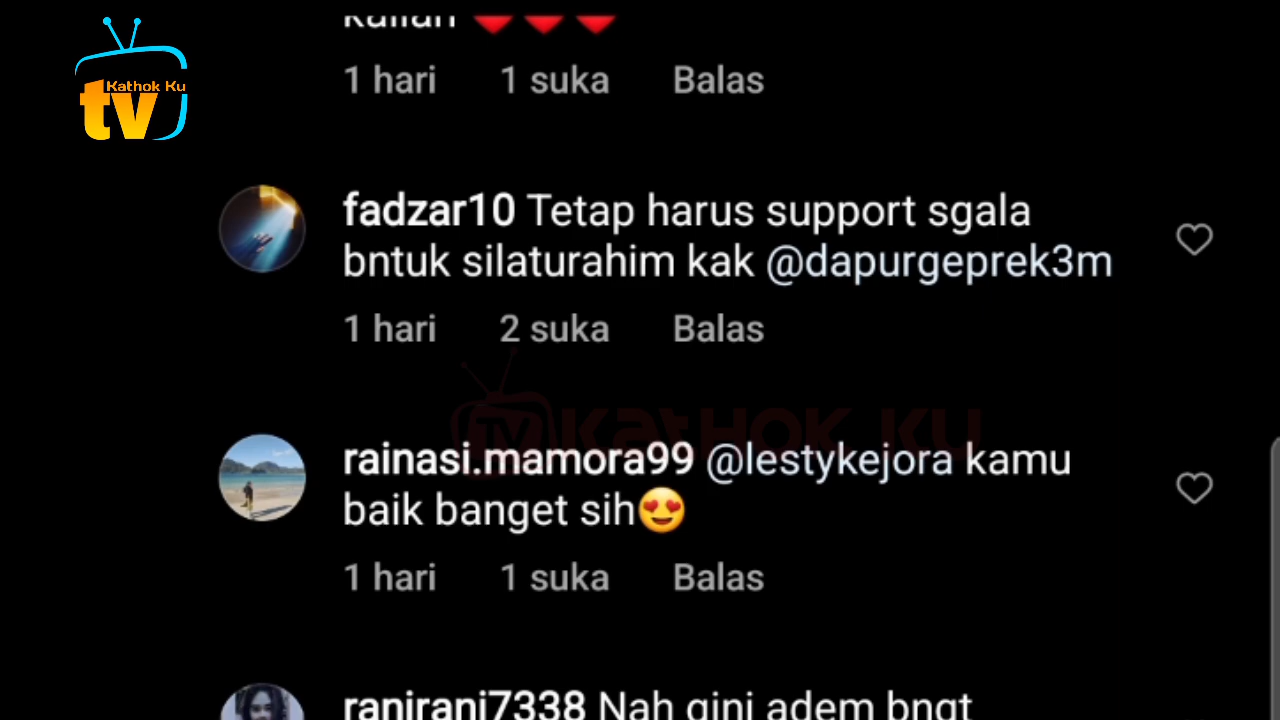 kalian ❤❤❤
1 hari 1 suka Balas
Kathok Ku
tv
fadzar10 Tetap harus support sgala
bntuk silaturahim kak @dapurgeprek3m
1 hari 2 suka Balas
TV KATHOK KU
rainasi.mamora99 @lestykejora kamu
baik banget sih😍
1 hari 1 suka Balas
ranirani7338 Nah gini adem bngt